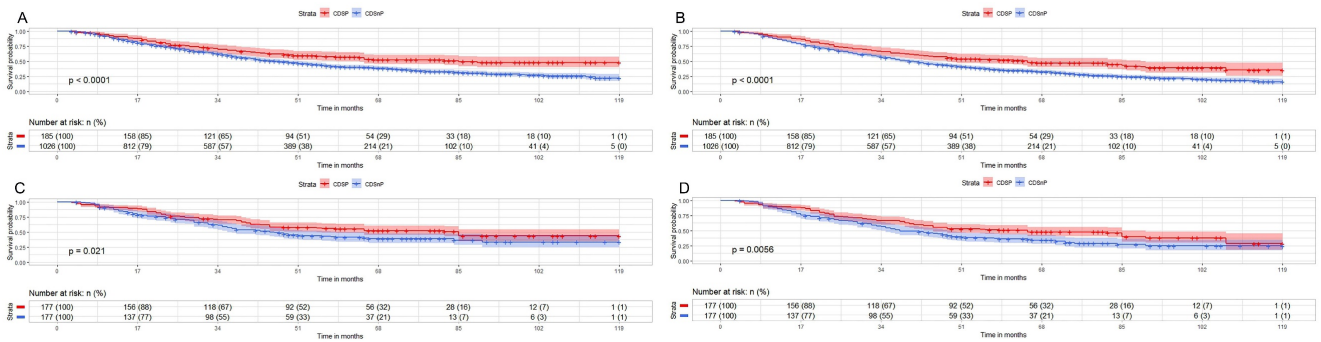 A
Strata CDSP CDSnP
Survival probability
1.00
0.75
0.50
0.25
0.00
p < 0.0001
0 17 34 51 68 85 102 119
Time in months
Number at risk: n (%)
Strata
185 (100) 158 (85) 121 (65) 94 (51) 54 (29) 33 (18) 18 (10) 1 (1)
1026 (100) 812 (79) 587 (57) 389 (38) 214 (21) 102 (10) 41 (4) 5 (0)
0 17 34 51 68 85 102 119
Time in months
B
Strata CDSP CDSnP
Survival probability
1.00
0.75
0.50
0.25
0.00
p < 0.0001
0 17 34 51 68 85 102 119
Time in months
Number at risk: n (%)
Strata
185 (100) 158 (85) 121 (65) 94 (51) 54 (29) 33 (18) 18 (10) 1 (1)
1026 (100) 812 (79) 587 (57) 389 (38) 214 (21) 102 (10) 41 (4) 5 (0)
0 17 34 51 68 85 102 119
Time in months
C
Strata CDSP CDSnP
Survival probability
1.00
0.75
0.50
0.25
0.00
p = 0.021
0 17 34 51 68 85 102 119
Time in months
Number at risk: n (%)
Strata
177 (100) 156 (88) 118 (67) 92 (52) 56 (32) 28 (16) 12 (7) 1 (1)
177 (100) 137 (77) 98 (55) 59 (33) 37 (21) 13 (7) 6 (3) 1 (1)
0 17 34 51 68 85 102 119
Time in months
D
Strata CDSP CDSnP
Survival probability
1.00
0.75
0.50
0.25
0.00
p = 0.0056
0 17 34 51 68 85 102 119
Time in months
Number at risk: n (%)
Strata
177 (100) 156 (88) 118 (67) 92 (52) 56 (32) 28 (16) 12 (7) 1 (1)
177 (100) 137 (77) 98 (55) 59 (33) 37 (21) 13 (7) 6 (3) 1 (1)
0 17 34 51 68 85 102 119
Time in months